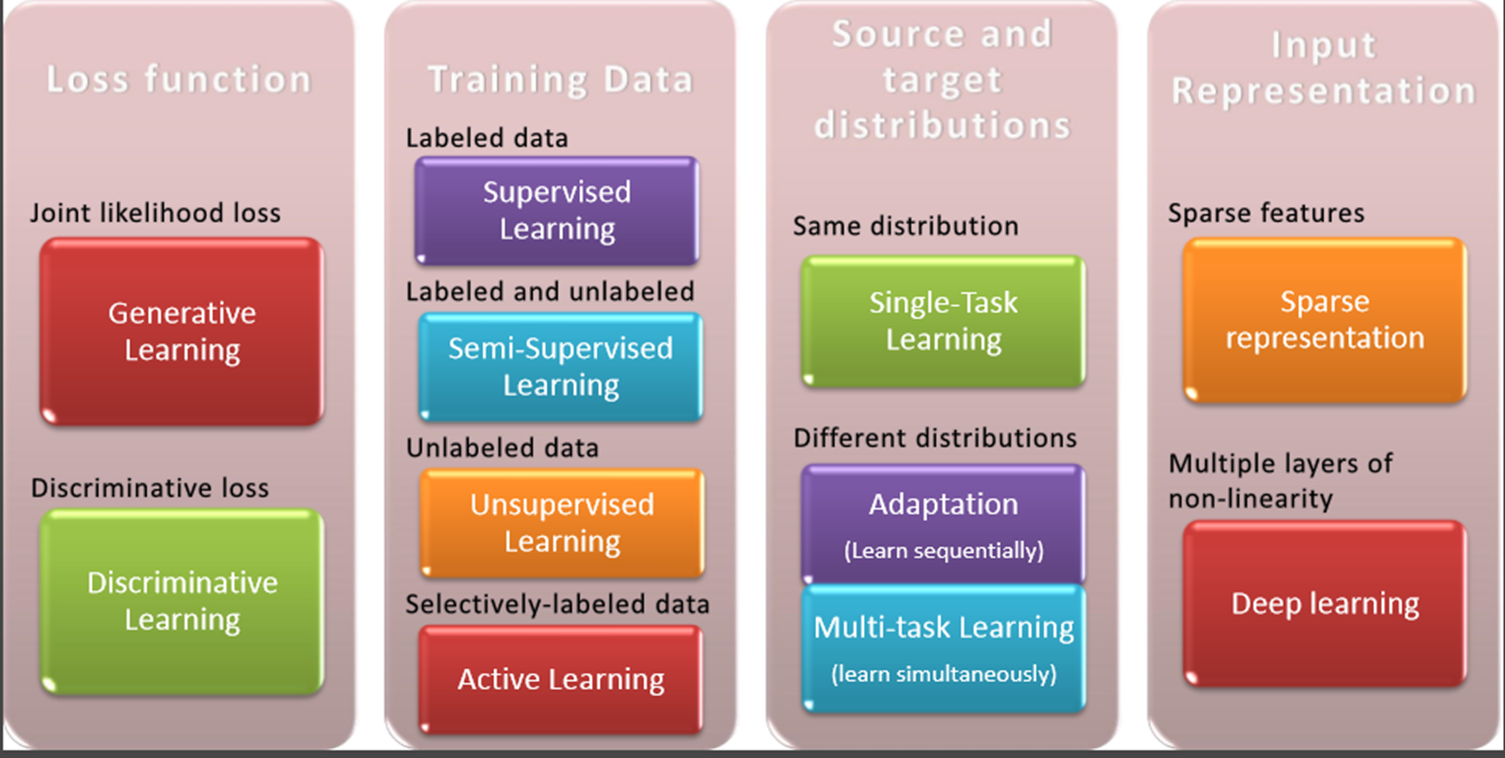 Loss function
Joint likelihood loss
Generative
Learning
Discriminative loss
Discriminative
Learning
Training Data
Labeled data
Supervised
Learning
Labeled and unlabeled
Semi-Supervised
Learning
Unlabeled data
Unsupervised
Learning
Selectively-labeled data
Active Learning
Source and
target
distributions
Same distribution
Single-Task
Learning
Different distributions
Adaptation
(Learn sequentially)
Multi-task Learning
(learn simultaneously)
Input
Representation
Sparse features
Sparse
representation
Multiple layers of
non-linearity
Deep learning